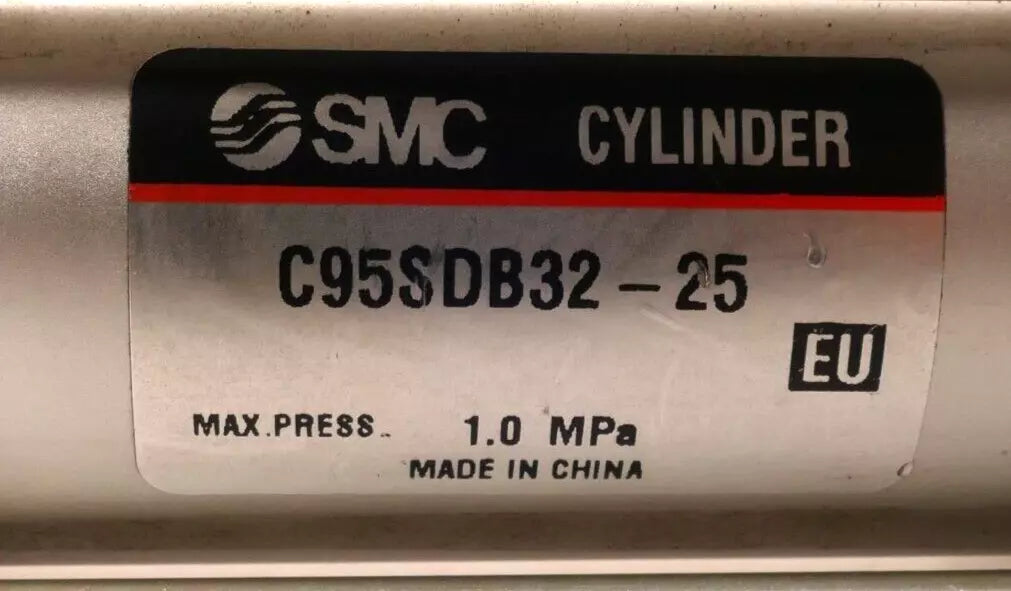 SMC CYLINDER
C95SDB32-25
EU
MAX.PRESS. 1.0 MPa
MADE IN CHINA